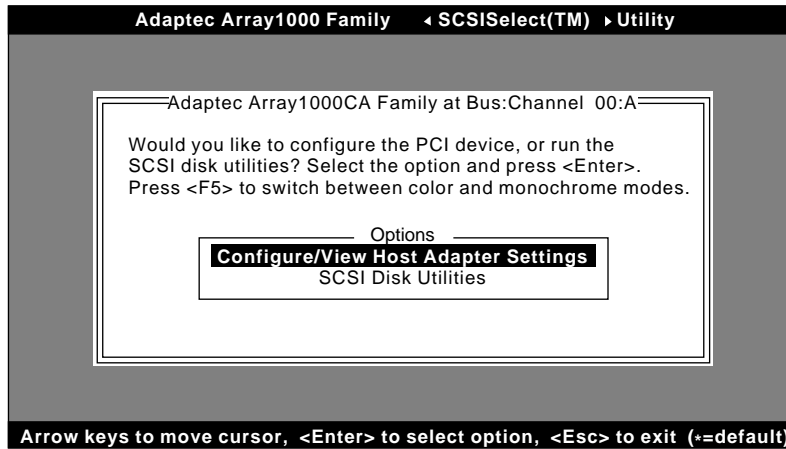 Adaptec Array1000 Family ◂ SCSISelect(TM) ▸ Utility
Adaptec Array1000CA Family at Bus:Channel 00:A
Would you like to configure the PCI device, or run the
SCSI disk utilities? Select the option and press <Enter>.
Press <F5> to switch between color and monochrome modes.
Options
Configure/View Host Adapter Settings
SCSI Disk Utilities
Arrow keys to move cursor, <Enter> to select option, <Esc> to exit (*=default)